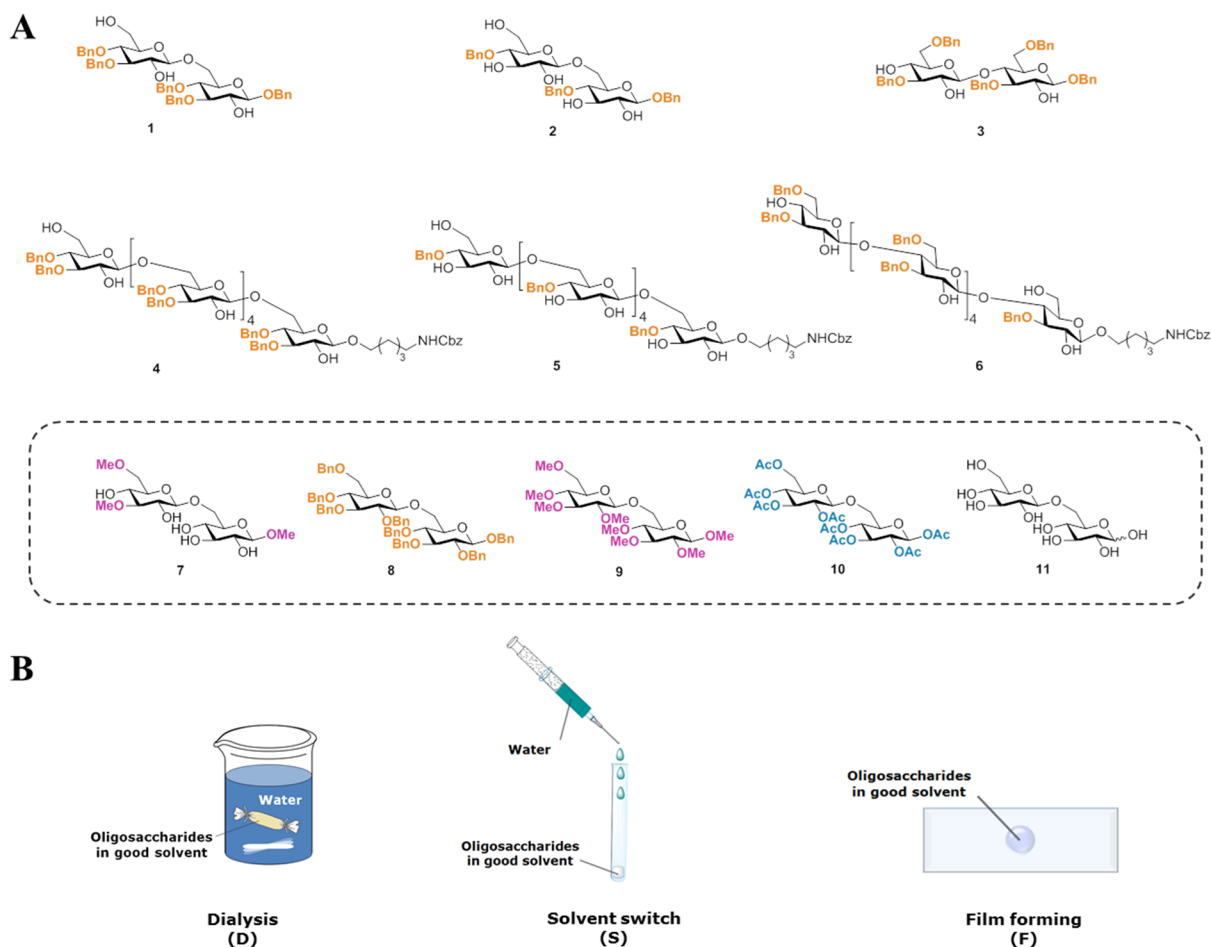 A
HO
BnO
BnO
O
OH
O
BnO
BnO
O
OBn
OH
1
HO
BnO
HO
O
OH
O
BnO
HO
O
OBn
OH
2
OBn
HO
BnO
O
OH
O
OBn
O
BnO
OBn
OH
3
HO
BnO
BnO
O
OH
O
BnO
BnO
O
OH
4
O
BnO
BnO
O
OH
O
3
NHCbz
4
HO
BnO
HO
O
OH
O
BnO
HO
O
OH
4
O
BnO
HO
O
OH
O
3
NHCbz
5
BnO
HO
BnO
O
OH
O
BnO
BnO
O
OH
4
O
HO
BnO
O
OH
O
3
NHCbz
6
MeO
HO
MeO
O
OH
O
HO
HO
O
OMe
OH
7
BnO
BnO
BnO
O
OBn
O
BnO
BnO
O
OBn
OBn
8
MeO
MeO
MeO
O
OMe
O
MeO
MeO
O
OMe
OMe
9
AcO
AcO
AcO
O
OAc
O
AcO
AcO
O
OAc
OAc
10
HO
HO
HO
O
OH
O
HO
HO
O
OH
OH
11
B
Water
Oligosaccharides
in good solvent
Dialysis
(D)
Water
Oligosaccharides
in good solvent
Solvent switch
(S)
Oligosaccharides
in good solvent
Film forming
(F)